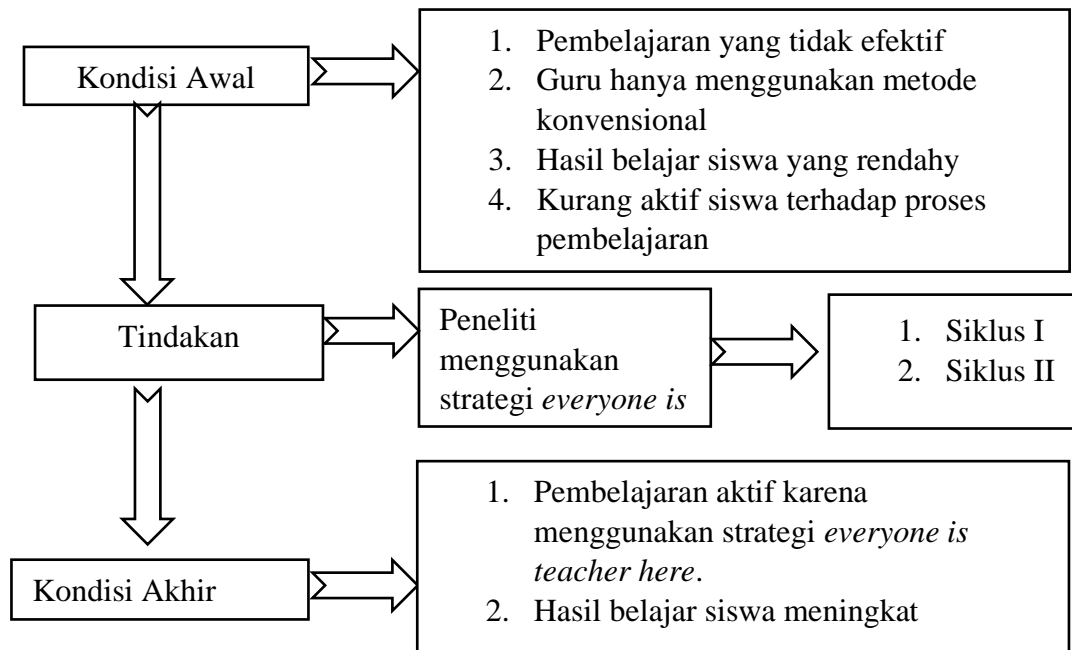 Kondisi Awal
1. Pembelajaran yang tidak efektif
2. Guru hanya menggunakan metode
konvensional
3. Hasil belajar siswa yang rendahy
4. Kurang aktif siswa terhadap proses
pembelajaran
Tindakan
Peneliti
menggunakan
strategi everyone is
1. Siklus I
2. Siklus II
Kondisi Akhir
1. Pembelajaran aktif karena
menggunakan strategi everyone is
teacher here.
2. Hasil belajar siswa meningkat